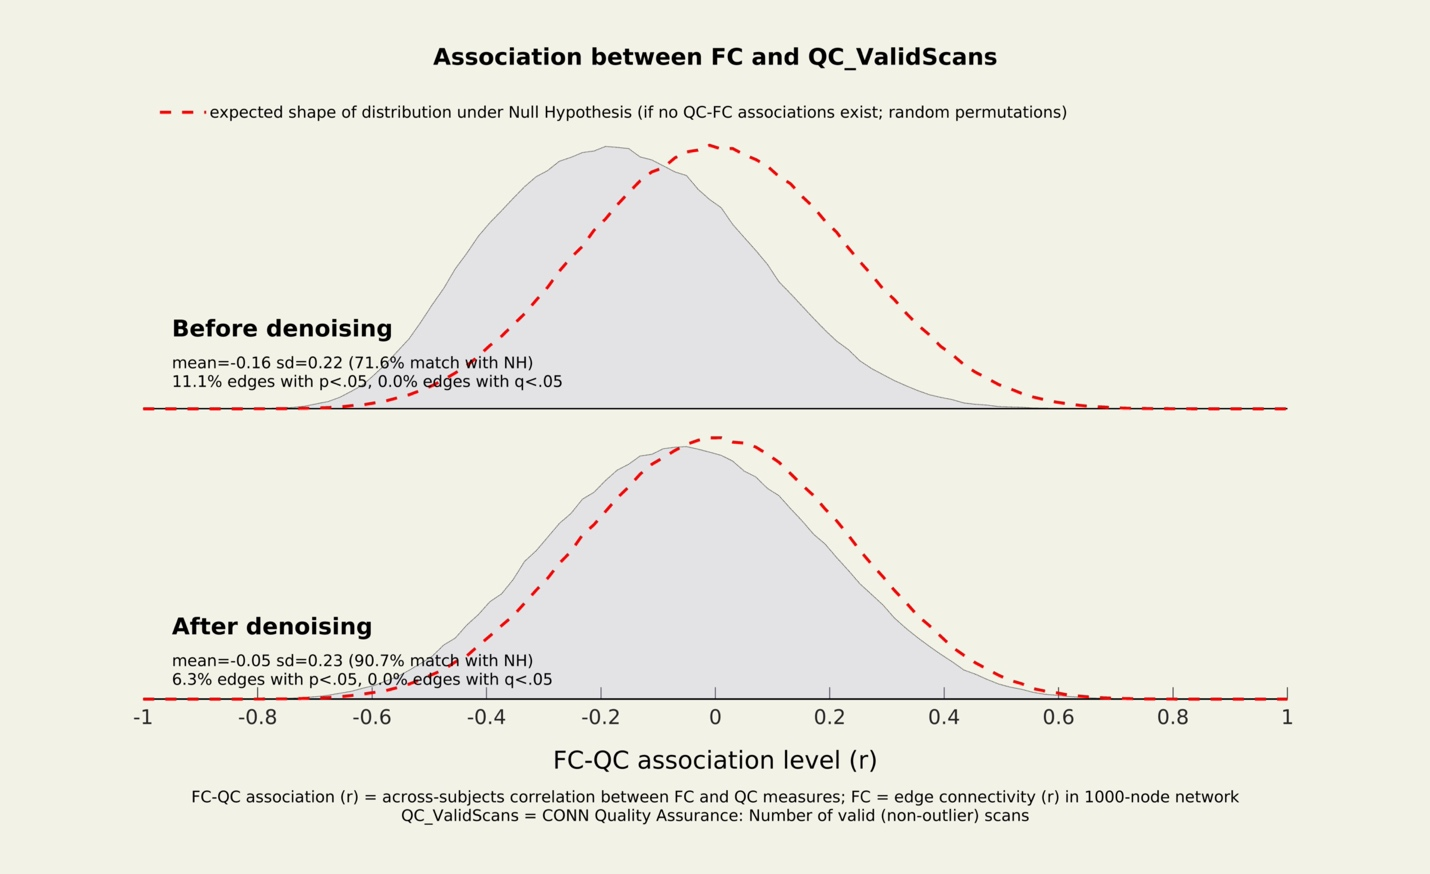 Association between FC and QC_ValidScans
expected shape of distribution under Null Hypothesis (if no QC-FC associations exist; random permutations)
Before denoising
mean=-0.16 sd=0.22 (71.6% match with NH)
11.1% edges with p<.05, 0.0% edges with q<.05
After denoising
mean=-0.05 sd=0.23 (90.7% match with NH)
6.3% edges with p<.05, 0.0% edges with q<.05
-1 -0.8 -0.6 -0.4 -0.2 0 0.2 0.4 0.6 0.8 1
FC-QC association level (r)
FC-QC association (r) = across-subjects correlation between FC and QC measures; FC = edge connectivity (r) in 1000-node network
QC_ValidScans = CONN Quality Assurance: Number of valid (non-outlier) scans